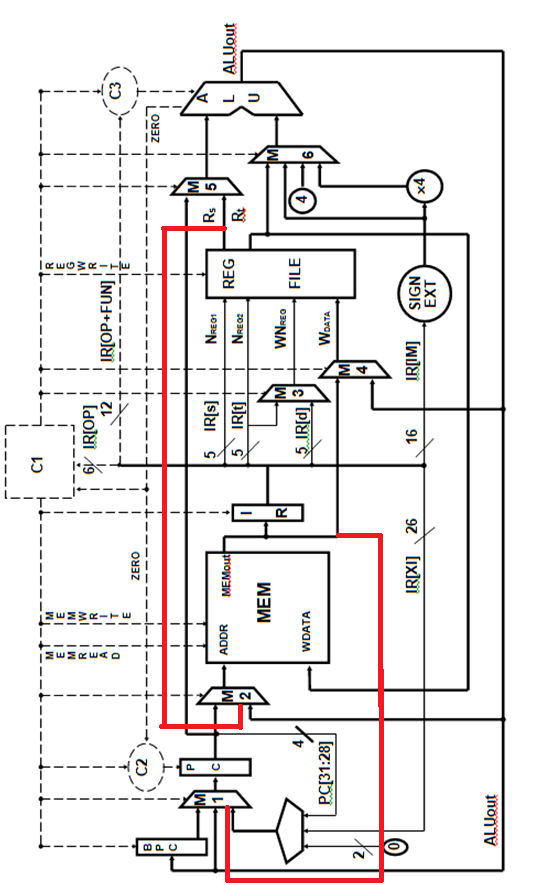 ALUout
C3
A
L
U
ZERO
M
6
4
×4
M
5
Rs
Rt
REGWRITE
REG
FILE
SIGN
EXT
IR[OP+FUN]
12
NREG1
NREG2
WNREG
WDATA
M
4
IR[IM]
C1
6
IR[OP]
IR[s]
5
IR[t]
5
M
3
IR[d]
5
16
I
R
26
IR[XI]
ZERO
MEMWRITE
MEMREAD
MEMout
MEM
ADDR
WDATA
M
2
4
PC[31:28]
C2
P
C
M
1
B
P
C
2
0
ALUout